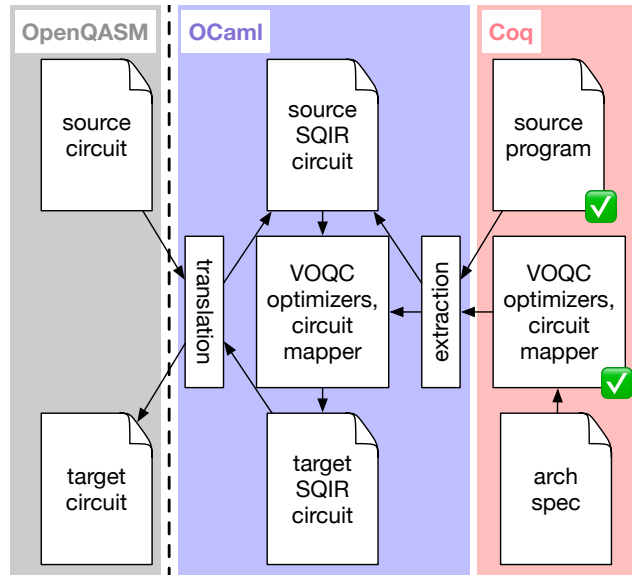 OpenQASM
OCaml
Coq
source
circuit
source
SQIR
circuit
source
program
translation
VOQC
optimizers,
circuit
mapper
extraction
VOQC
optimizers,
circuit
mapper
target
circuit
target
SQIR
circuit
arch
spec